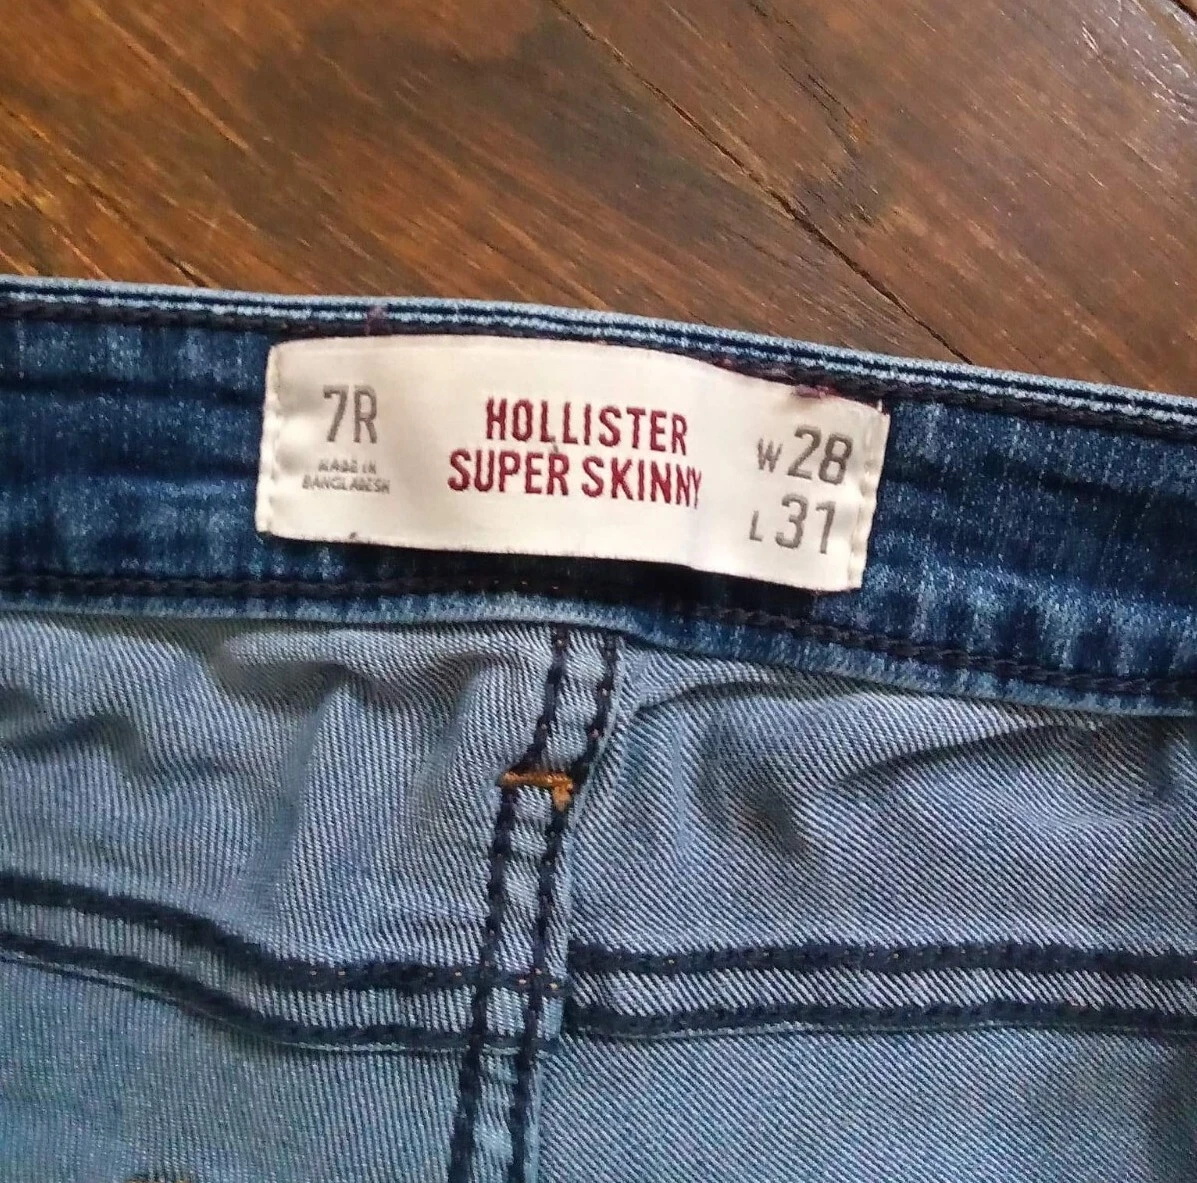 7R
MADE IN
BANGLADESH
HOLLISTER
SUPER SKINNY
W 28
L 31